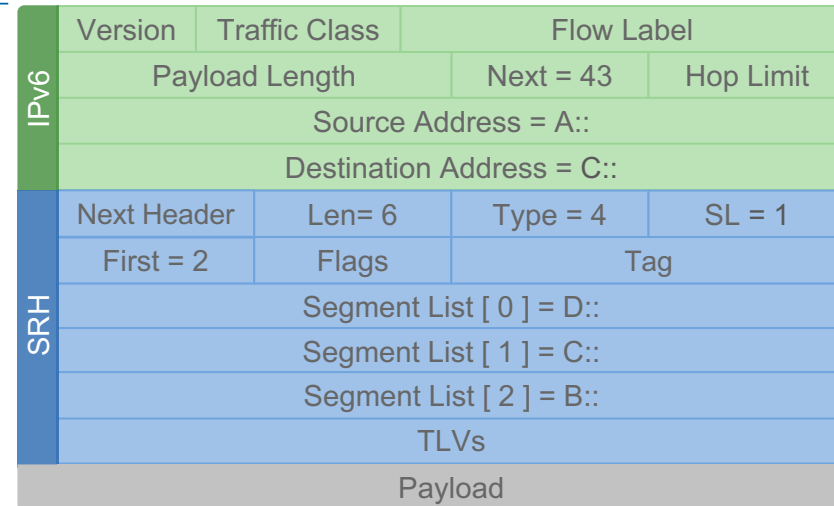 IPv6
Version Traffic Class Flow Label
Payload Length Next = 43 Hop Limit
Source Address = A::
Destination Address = C::
SRH
Next Header Len= 6 Type = 4 SL = 1
First = 2 Flags Tag
Segment List [ 0 ] = D::
Segment List [ 1 ] = C::
Segment List [ 2 ] = B::
TLVs
Payload